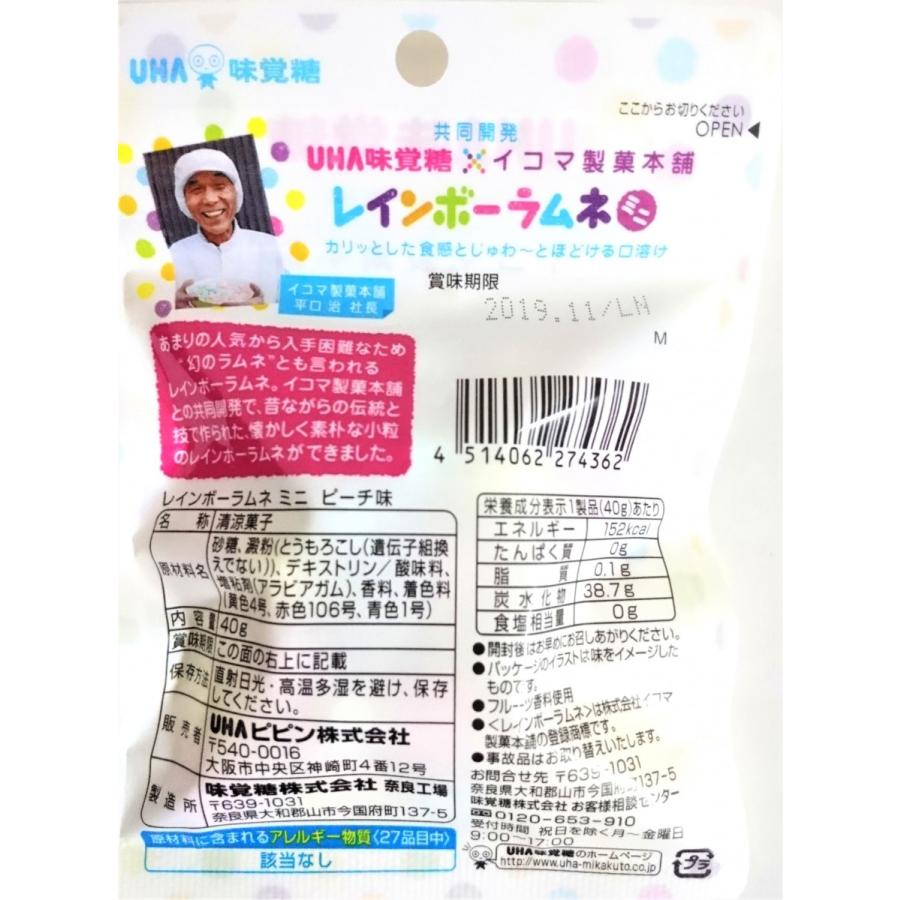 UHA 味覚糖
ここからお切りください
OPEN ◀
共同開発
UHA味覚糖×イコマ製菓本舗
レインボーラムネミニ
カリッとした食感とじゅわ〜とほどける口溶け
イコマ製菓本舗
平口 治 社長
賞味期限
2019.11/LN
M
あまりの人気から入手困難なため
"幻のラムネ"とも言われる
レインボーラムネ。イコマ製菓本舗
との共同開発で、昔ながらの伝統と
技で作られた、懐かしく素朴な小粒
のレインボーラムネができました。
4 514062 274362
レインボーラムネ ミニ ピーチ味
名 称 清涼菓子
原材料名 砂糖、澱粉(とうもろこし(遺伝子組換
えでない))、デキストリン/酸味料、
増粘剤(アラビアガム)、香料、着色料
(黄色4号、赤色106号、青色1号)
内容量 40g
賞味期限 この面の右上に記載
保存方法 直射日光・高温多湿を避け、保存
してください。
販売者 UHAピピン株式会社
〒540-0016
大阪市中央区神崎町4番12号
製造所 味覚糖株式会社 奈良工場
〒639-1031
奈良県大和郡山市今国府町137-5
原材料に含まれるアレルギー物質〈27品目中〉
該当なし
栄養成分表示1製品(40g)あたり
エネルギー 152kcal
たんぱく質 0g
脂質 0.1g
炭水化物 38.7g
食塩相当量 0g
●開封後はお早めにお召しあがりください。
●パッケージのイラストは味をイメージした
ものです。
●フルーツ香料使用
●<レインボーラムネ>は株式会社イコマ
製菓本舗の登録商標です。
●事故品はお取り替えいたします。
お問合せ先 〒639-1031
奈良県大和郡山市今国府町137-5
味覚糖株式会社 お客様相談センター
0120-653-910
受付時間 祝日を除く月〜金曜日
9:00〜17:00
UHA味覚糖のホームページ
http://www.uha-mikakuto.co.jp
プラ